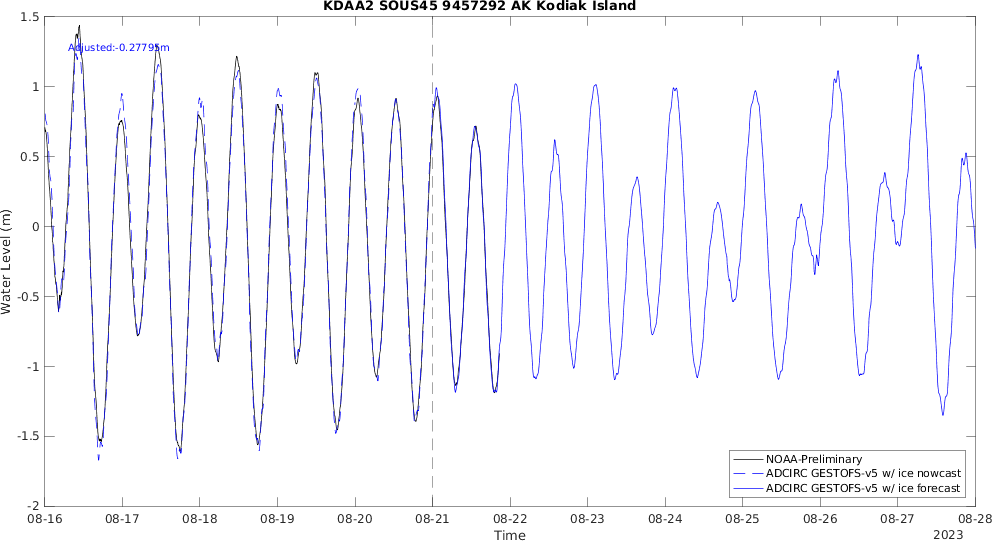 KDAA2 SOUS45 9457292 AK Kodiak Island
Adjusted:-0.27795m
1.5
1
0.5
0
-0.5
-1
-1.5
-2
Water Level (m)
NOAA-Preliminary
ADCIRC GESTOFS-v5 w/ ice nowcast
ADCIRC GESTOFS-v5 w/ ice forecast
08-16 08-17 08-18 08-19 08-20 08-21 08-22 08-23 08-24 08-25 08-26 08-27 08-28
Time
2023